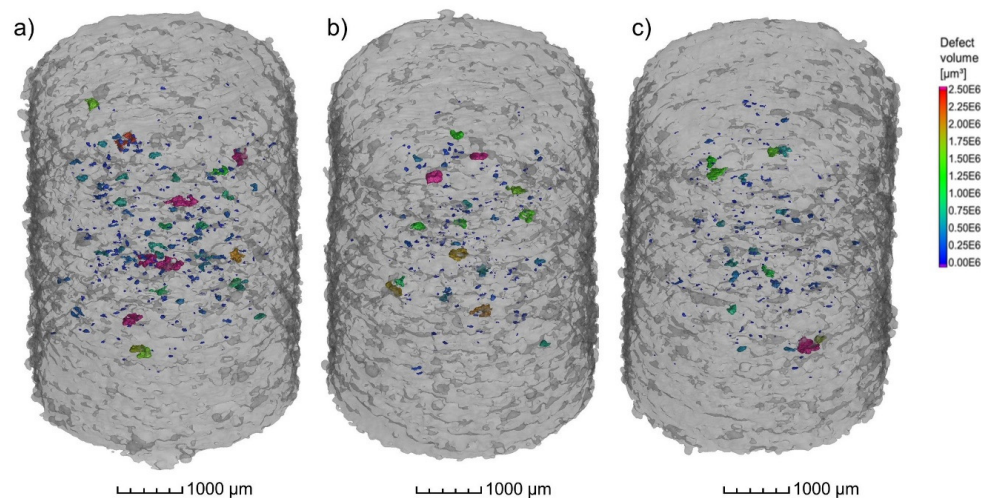 a)
b)
c)
Defect
volume
[µm³]
2.50E6
2.25E6
2.00E6
1.75E6
1.50E6
1.25E6
1.00E6
0.75E6
0.50E6
0.25E6
0.00E6
1000 µm
1000 µm
1000 µm